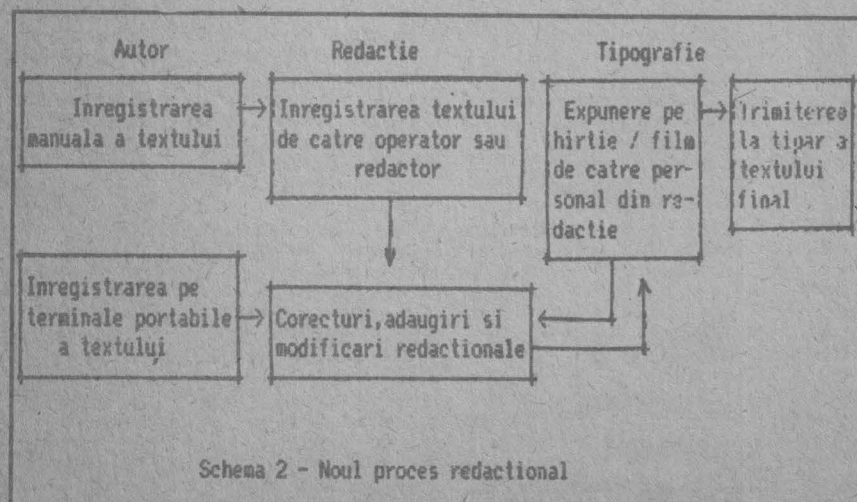 Autor Redactie Tipografie
Inregistrarea
manuala a textului
Inregistrarea textului
de catre operator sau
redactor
Expunere pe
hirtie / film
de catre per-
sonal din re-
dactie
Trimiterea
la tipar a
textului
final
Inregistrarea pe
terminale portabile
a textului
Corecturi,adaugiri si
modificari redactionale
Schema 2 - Noul proces redactional